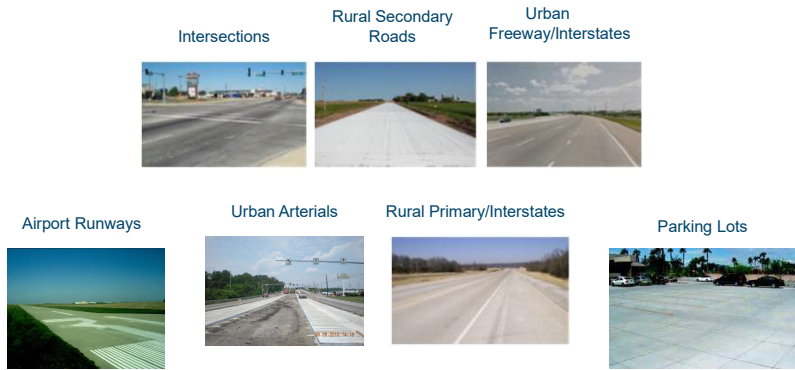 Intersections
Rural Secondary
Roads
Urban
Freeway/Interstates
Airport Runways
Urban Arterials
Rural Primary/Interstates
Parking Lots